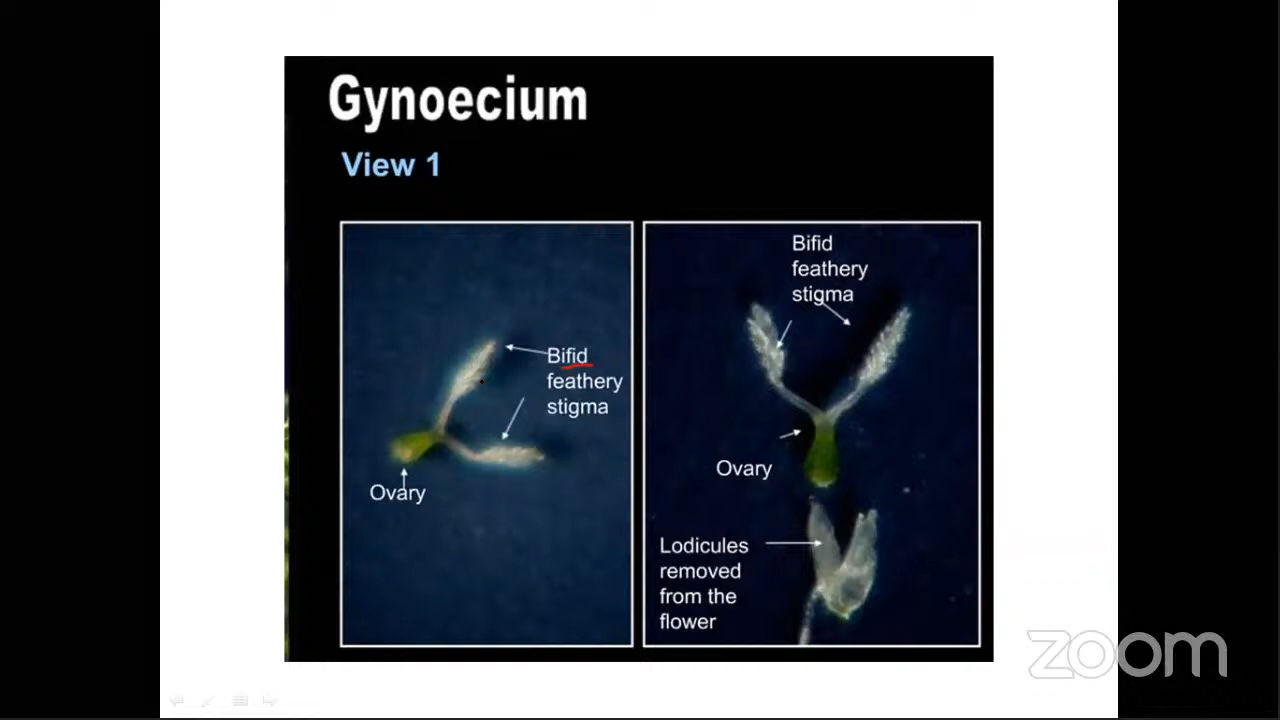 Gynoecium
View 1
Bifid
feathery
stigma
Ovary
Bifid
feathery
stigma
Ovary
Lodicules
removed
from the
flower
zoom